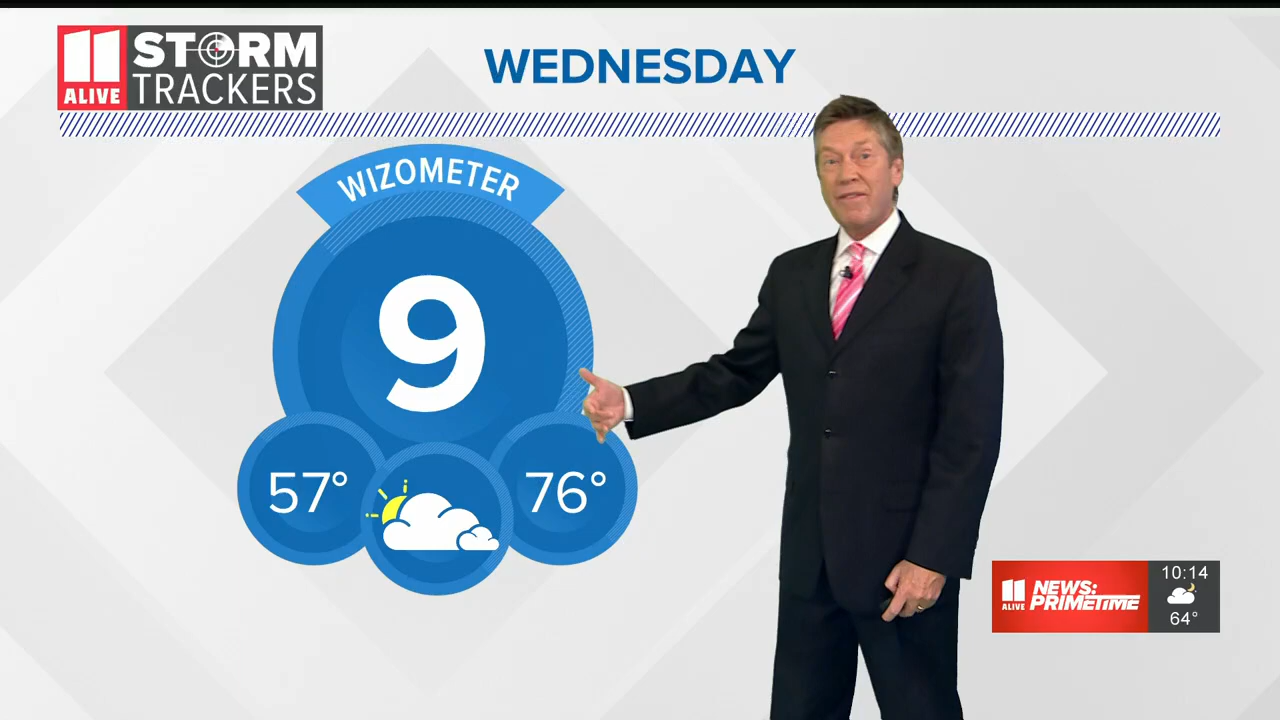 11
ALIVE
STORM
TRACKERS
WEDNESDAY
WIZOMETER
9
57°
76°
11
ALIVE
NEWS:
PRIMETIME
10:14
64°